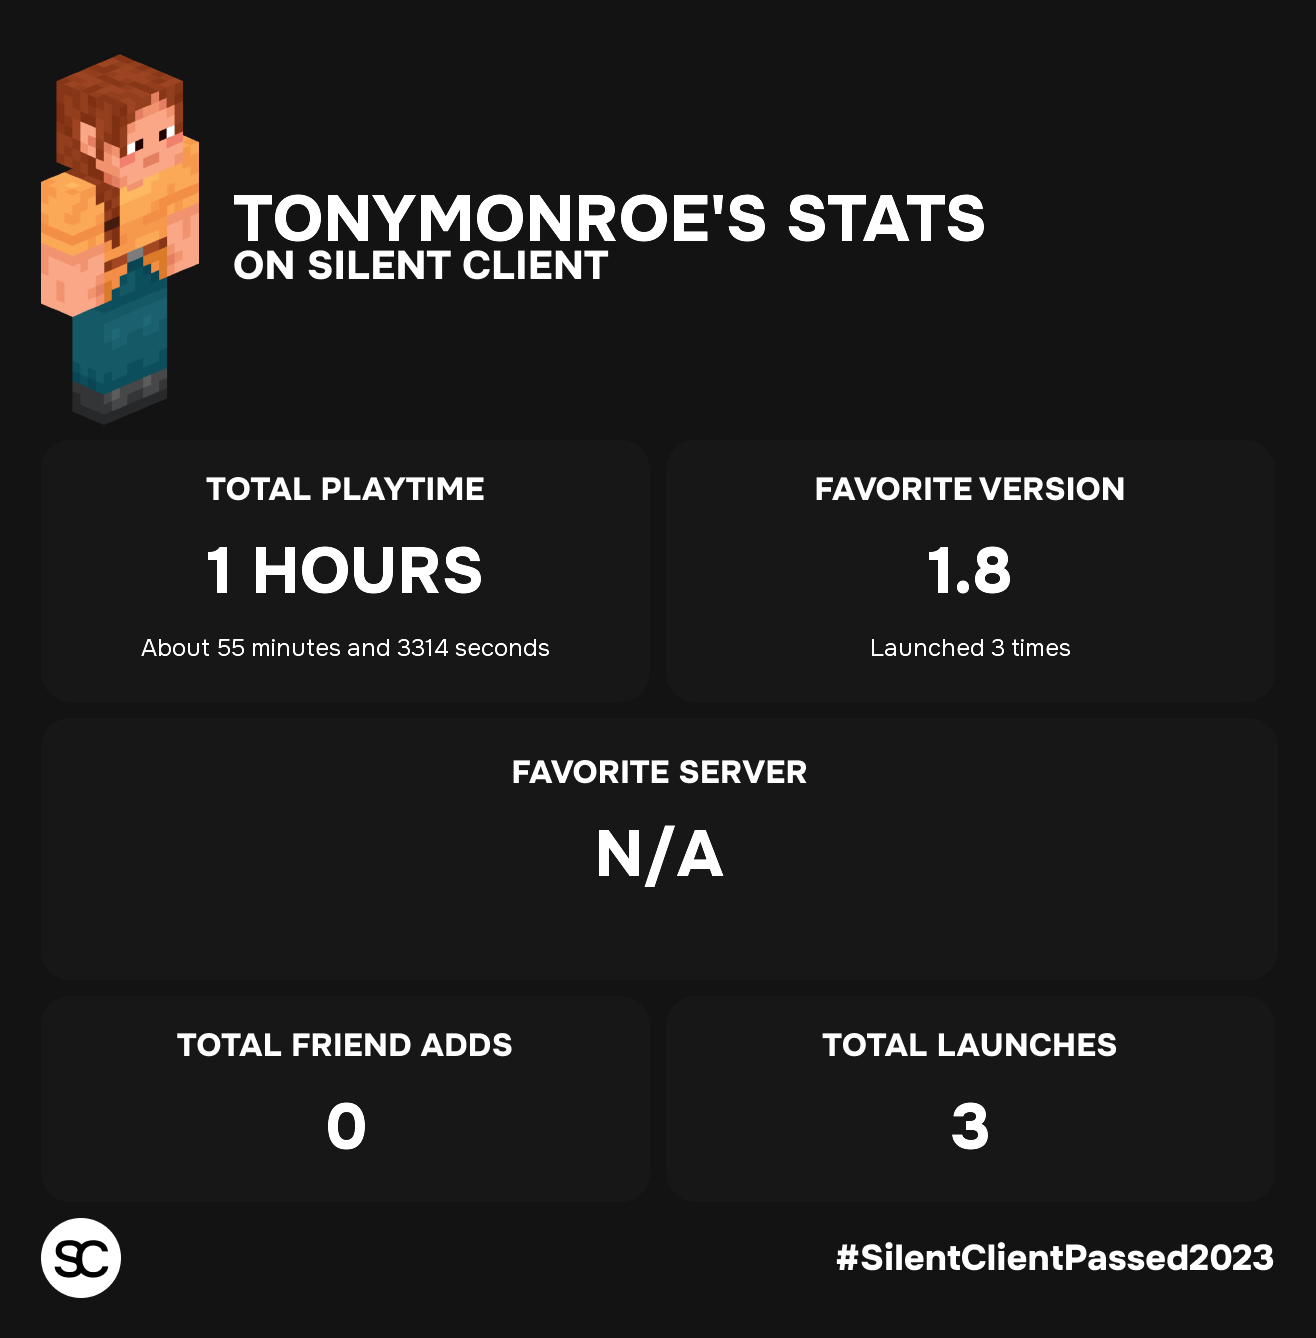 TONYMONROE'S STATS
ON SILENT CLIENT
TOTAL PLAYTIME
1 HOURS
About 55 minutes and 3314 seconds
FAVORITE VERSION
1.8
Launched 3 times
FAVORITE SERVER
N/A
TOTAL FRIEND ADDS
0
TOTAL LAUNCHES
3
SC
#SilentClientPassed2023